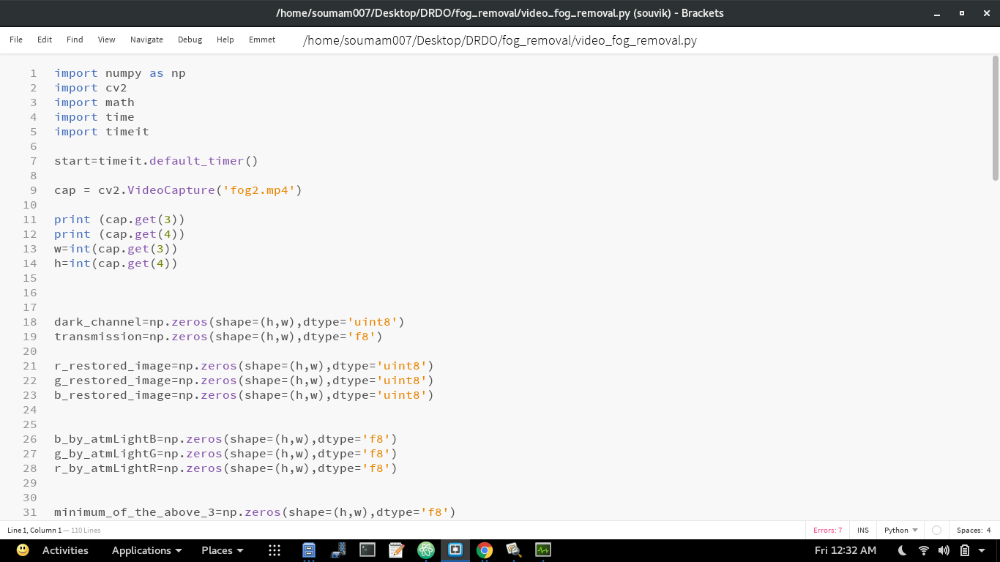 /home/soumam007/Desktop/DRDO/fog_removal/video_fog_removal.py (souvik) - Brackets
File Edit Find View Navigate Debug Help Emmet /home/soumam007/Desktop/DRDO/fog_removal/video_fog_removal.py
1 import numpy as np
2 import cv2
3 import math
4 import time
5 import timeit
6
7 start=timeit.default_timer()
8
9 cap = cv2.VideoCapture('fog2.mp4')
10
11 print (cap.get(3))
12 print (cap.get(4))
13 w=int(cap.get(3))
14 h=int(cap.get(4))
15
16
17
18 dark_channel=np.zeros(shape=(h,w),dtype='uint8')
19 transmission=np.zeros(shape=(h,w),dtype='f8')
20
21 r_restored_image=np.zeros(shape=(h,w),dtype='uint8')
22 g_restored_image=np.zeros(shape=(h,w),dtype='uint8')
23 b_restored_image=np.zeros(shape=(h,w),dtype='uint8')
24
25
26 b_by_atmLightB=np.zeros(shape=(h,w),dtype='f8')
27 g_by_atmLightG=np.zeros(shape=(h,w),dtype='f8')
28 r_by_atmLightR=np.zeros(shape=(h,w),dtype='f8')
29
30
31 minimum_of_the_above_3=np.zeros(shape=(h,w),dtype='f8')
Line 1, Column 1 — 110 Lines Errors: 7 INS Python Spaces: 4
Activities Applications Places Fri 12:32 AM